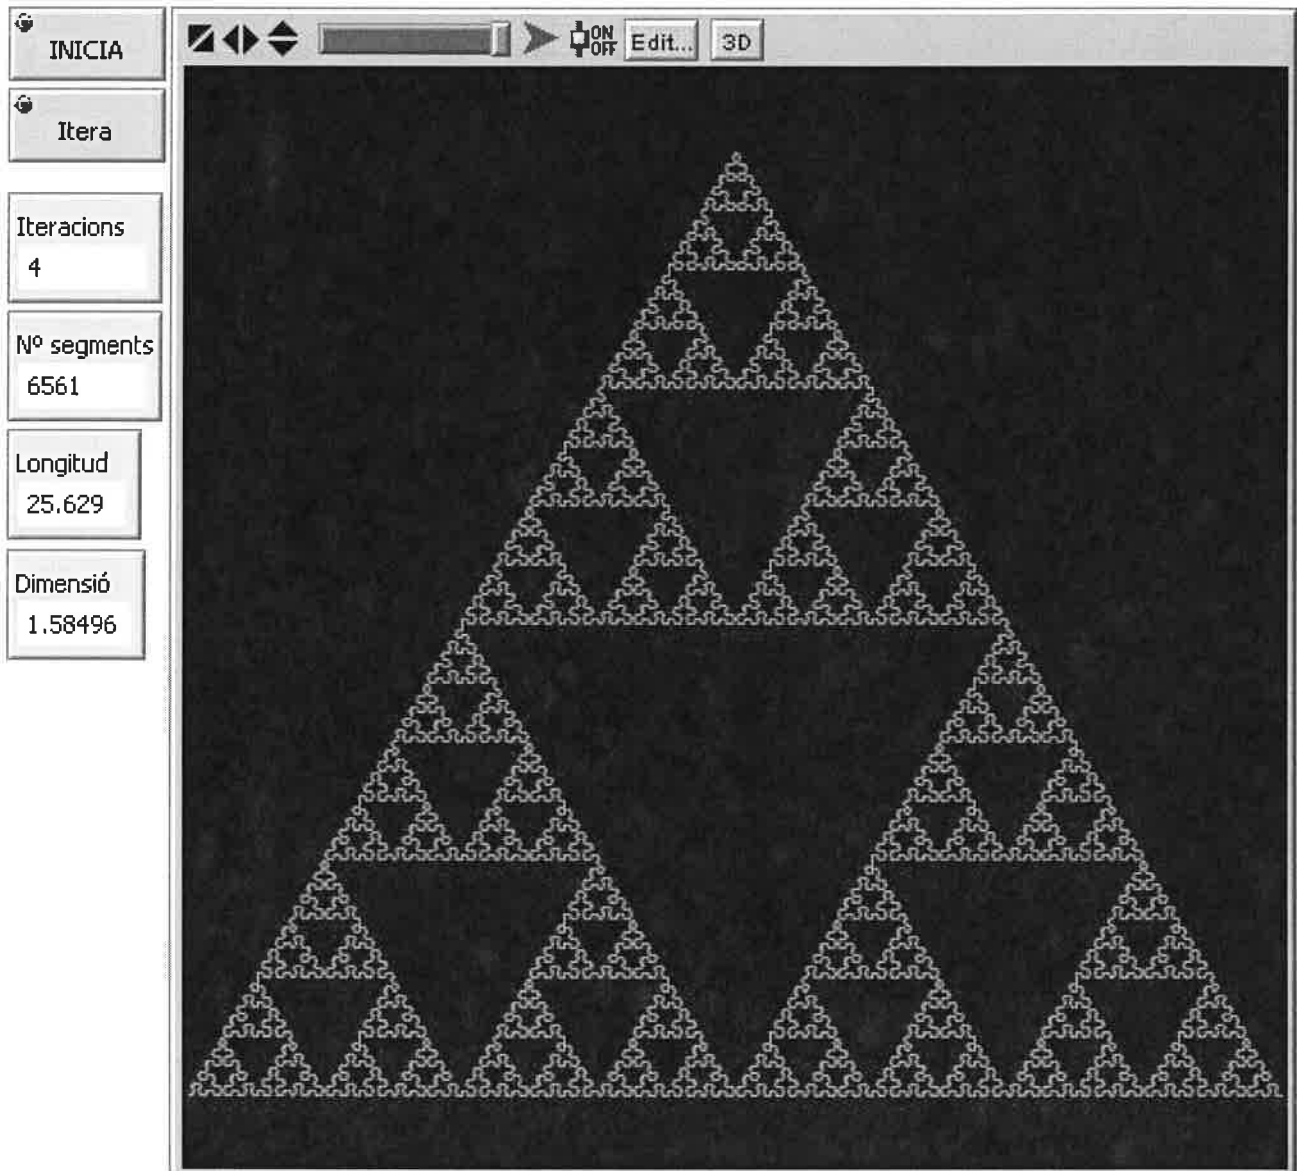 INICIA
Itera
Iteracions
4
Nº segments
6561
Longitud
25.629
Dimensió
1.58496
ON
OFF
Edit...
3D